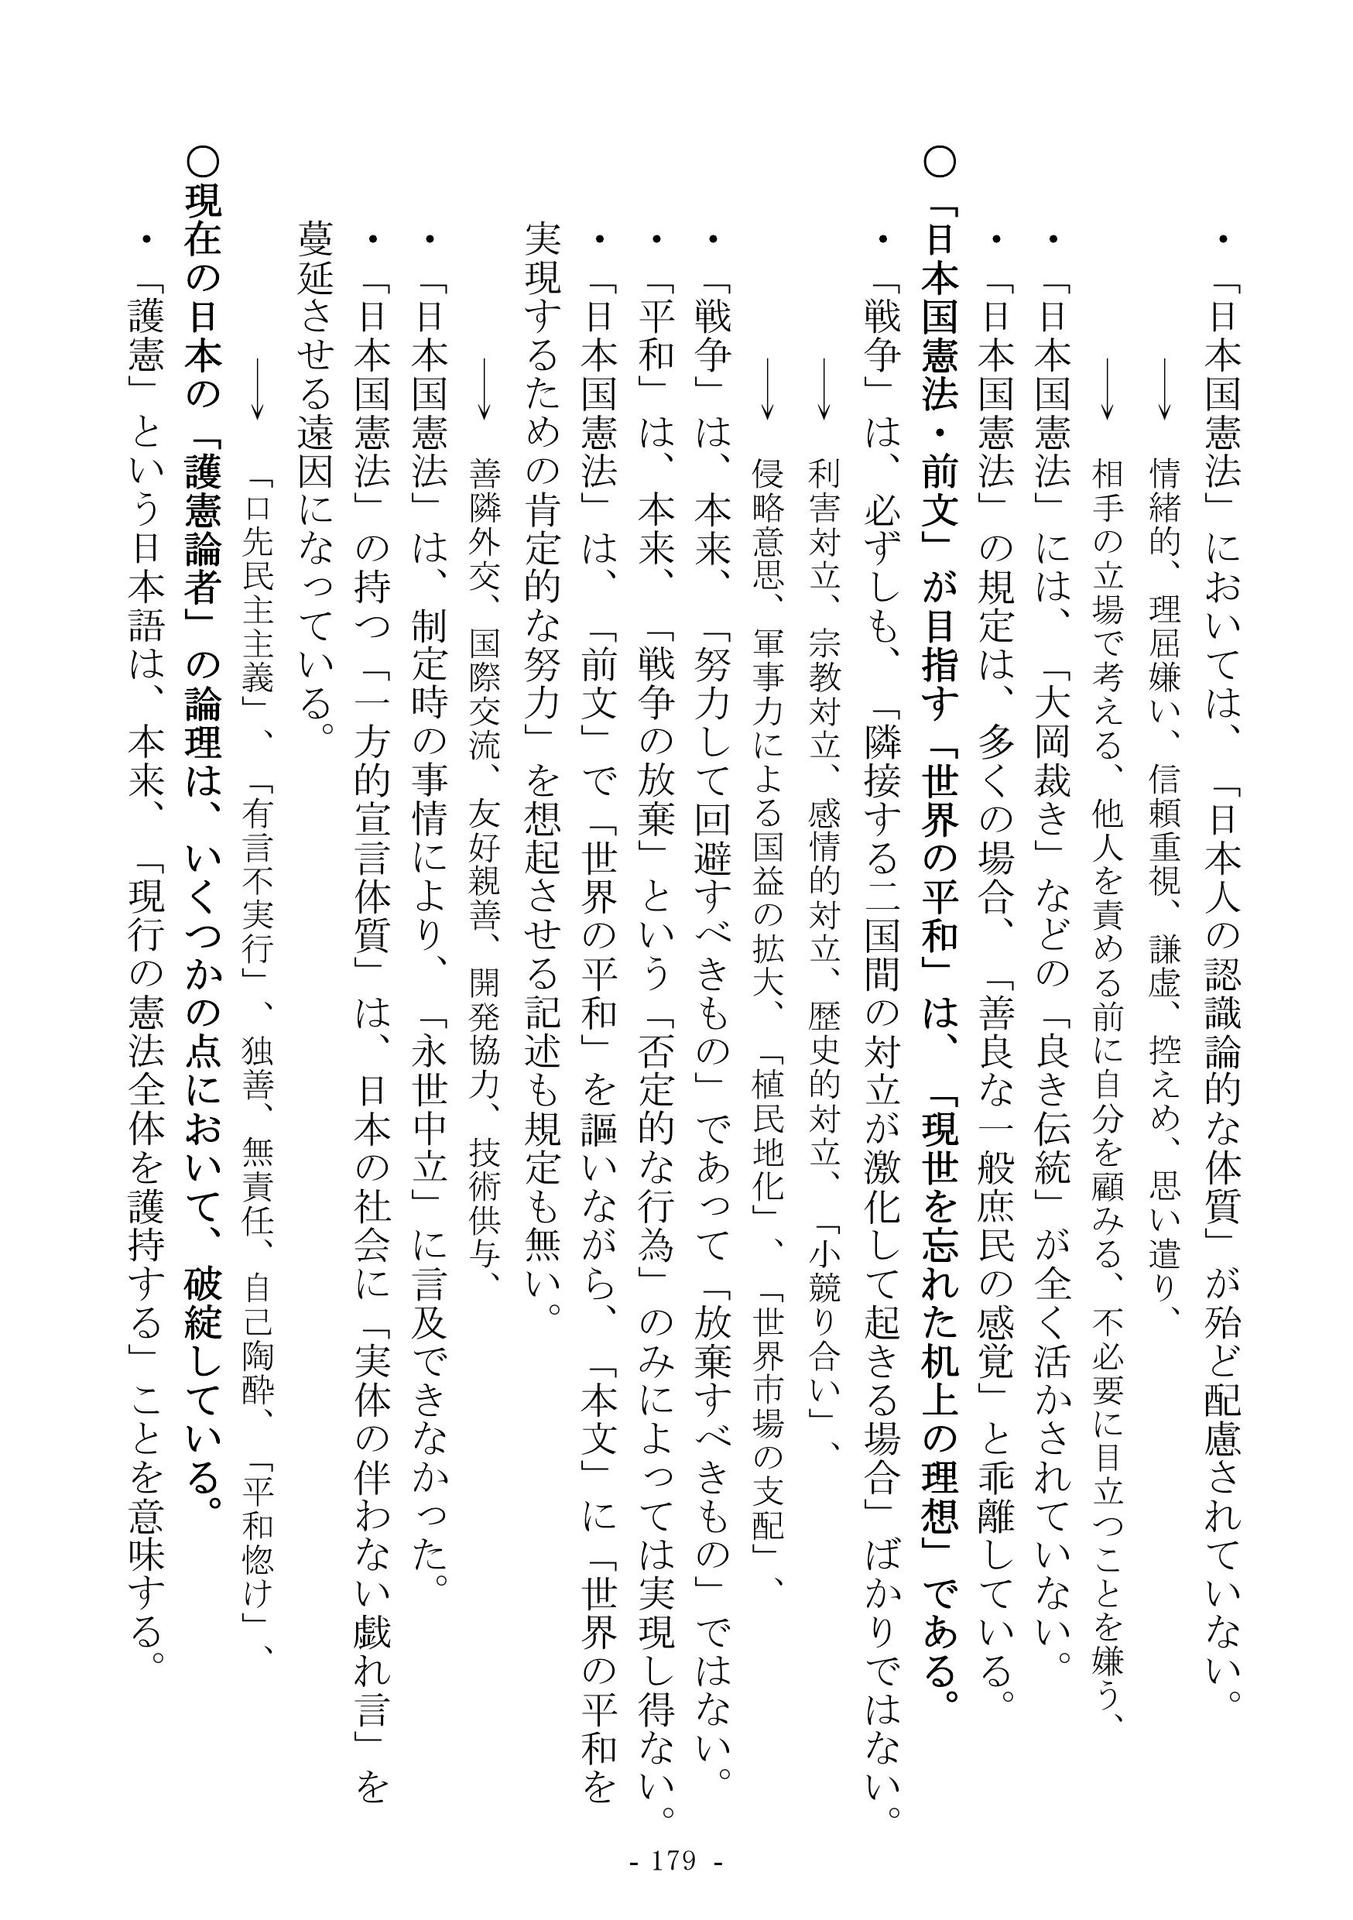 ・「日本国憲法」においては、「日本人の認識論的な体質」が殆ど配慮されていない。
→ 情緒的、理屈嫌い、信頼重視、謙虚、控えめ、思い遣り、
→ 相手の立場で考える、他人を責める前に自分を顧みる、不必要に目立つことを嫌う、
・「日本国憲法」には、「大岡裁き」などの「良き伝統」が全く活かされていない。
・「日本国憲法」の規定は、多くの場合、「善良な一般庶民の感覚」と乖離している。
○「日本国憲法・前文」が目指す「世界の平和」は、「現世を忘れた机上の理想」である。
・「戦争」は、必ずしも、「隣接する二国間の対立が激化して起きる場合」ばかりではない。
→ 利害対立、宗教対立、感情的対立、歴史的対立、「小競り合い」、
→ 侵略意思、軍事力による国益の拡大、「植民地化」、「世界市場の支配」、
・「戦争」は、本来、「努力して回避すべきもの」であって「放棄すべきもの」ではない。
・「平和」は、本来、「戦争の放棄」という「否定的な行為」のみによっては実現し得ない。
・「日本国憲法」は、「前文」で「世界の平和」を謳いながら、「本文」に「世界の平和を
実現するための肯定的な努力」を想起させる記述も規定も無い。
→ 善隣外交、国際交流、友好親善、開発協力、技術供与、
・「日本国憲法」は、制定時の事情により、「永世中立」に言及できなかった。
・「日本国憲法」の持つ「一方的宣言体質」は、日本の社会に「実体の伴わない戯れ言」を
蔓延させる遠因になっている。
→ 「口先民主主義」、「有言不実行」、独善、無責任、自己陶酔、「平和惚け」、
○現在の日本の「護憲論者」の論理は、いくつかの点において、破綻している。
・「護憲」という日本語は、本来、「現行の憲法全体を護持する」ことを意味する。
- 179 -